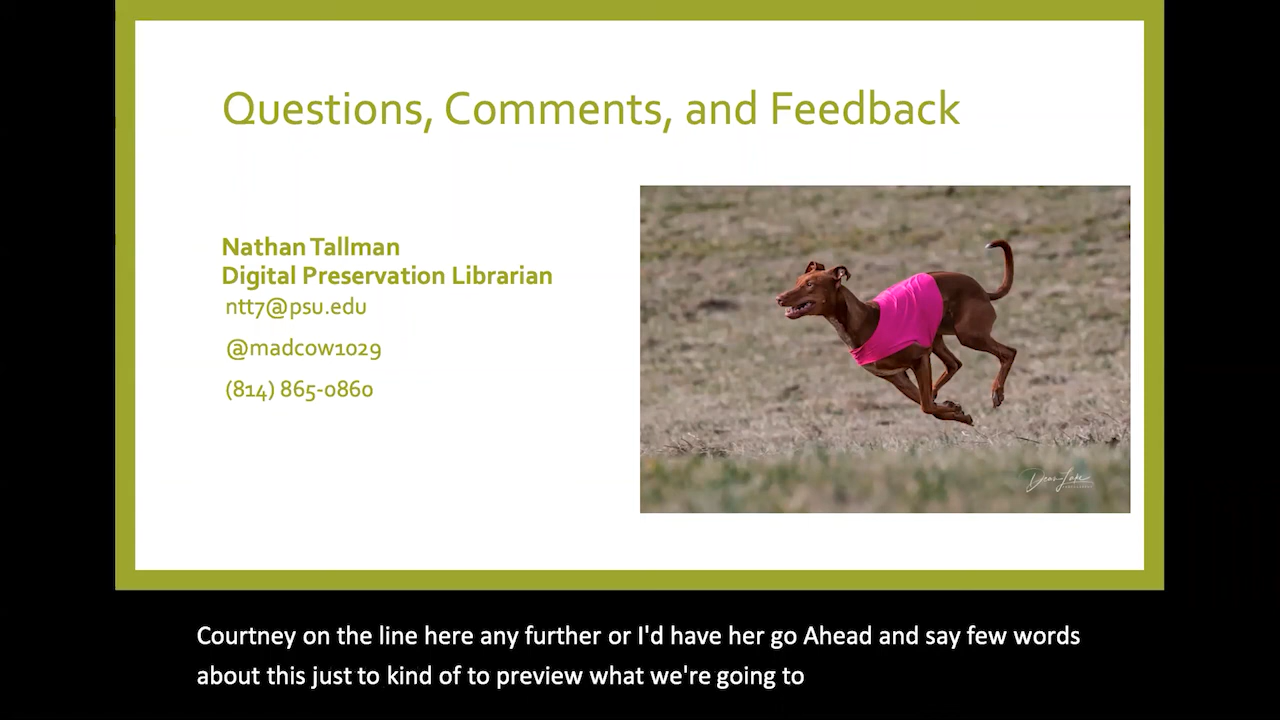 Questions, Comments, and Feedback
Nathan Tallman
Digital Preservation Librarian
ntt7@psu.edu
@madcow1029
(814) 865-0860
Courtney on the line here any further or I'd have her go Ahead and say few words
about this just to kind of to preview what we're going to